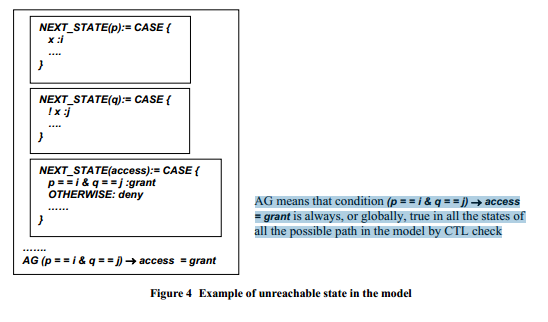 NEXT_STATE(p):= CASE {
x :i
....
}
NEXT_STATE(q):= CASE {
! x :j
....
}
NEXT_STATE(access):= CASE {
p = = i & q = = j :grant
OTHERWISE: deny
......
}
.......
AG (p = = i & q = = j) → access = grant
AG means that condition (p = = i & q = = j) → access
= grant is always, or globally, true in all the states of
all the possible path in the model by CTL check
Figure 4 Example of unreachable state in the model